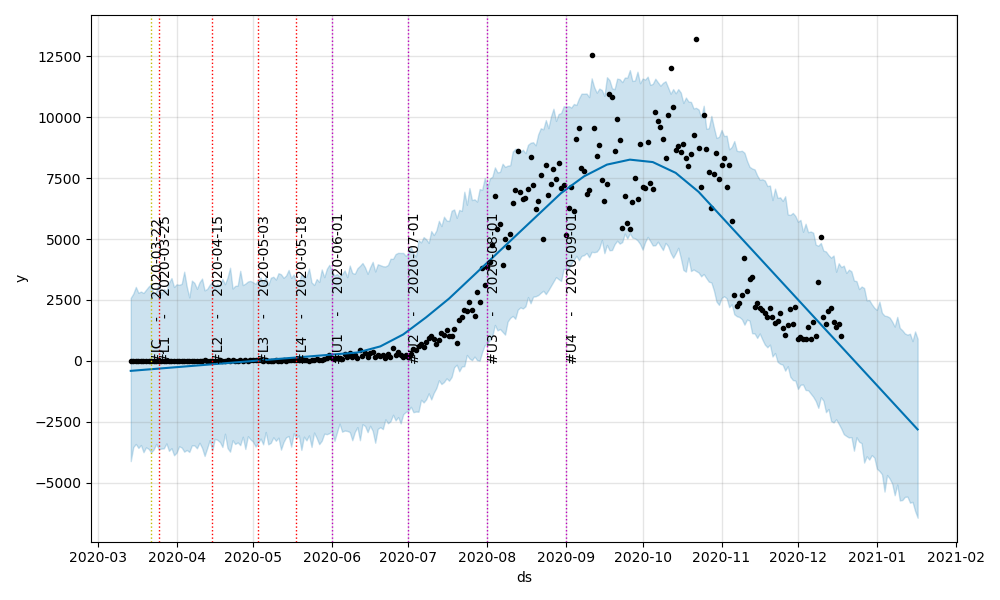 12500
10000
7500
5000
2500
0
−2500
−5000
y
#JC - 2020-03-22
#L1 - 2020-03-25
#L2 - 2020-04-15
#L3 - 2020-05-03
#L4 - 2020-05-18
#U1 - 2020-06-01
#U2 - 2020-07-01
#U3 - 2020-08-01
#U4 - 2020-09-01
2020-03 2020-04 2020-05 2020-06 2020-07 2020-08 2020-09 2020-10 2020-11 2020-12 2021-01 2021-02
ds